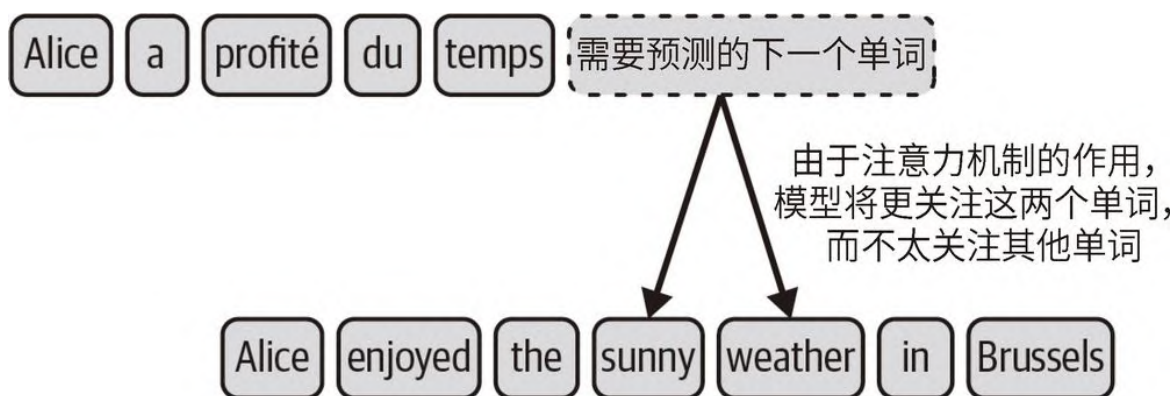 Alice a profité du temps 需要预测的下一个单词
由于注意力机制的作用，
模型将更关注这两个单词，
而不太关注其他单词
Alice enjoyed the sunny weather in Brussels